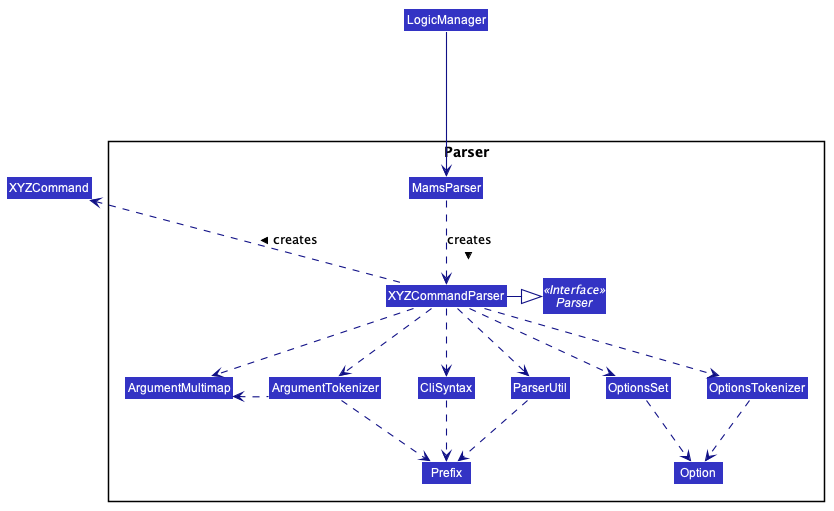 LogicManager
Parser
XYZCommand
MamsParser
◄ creates
creates
▼
XYZCommandParser
«Interface»
Parser
ArgumentMultimap
ArgumentTokenizer
CliSyntax
ParserUtil
OptionsSet
OptionsTokenizer
Prefix
Option